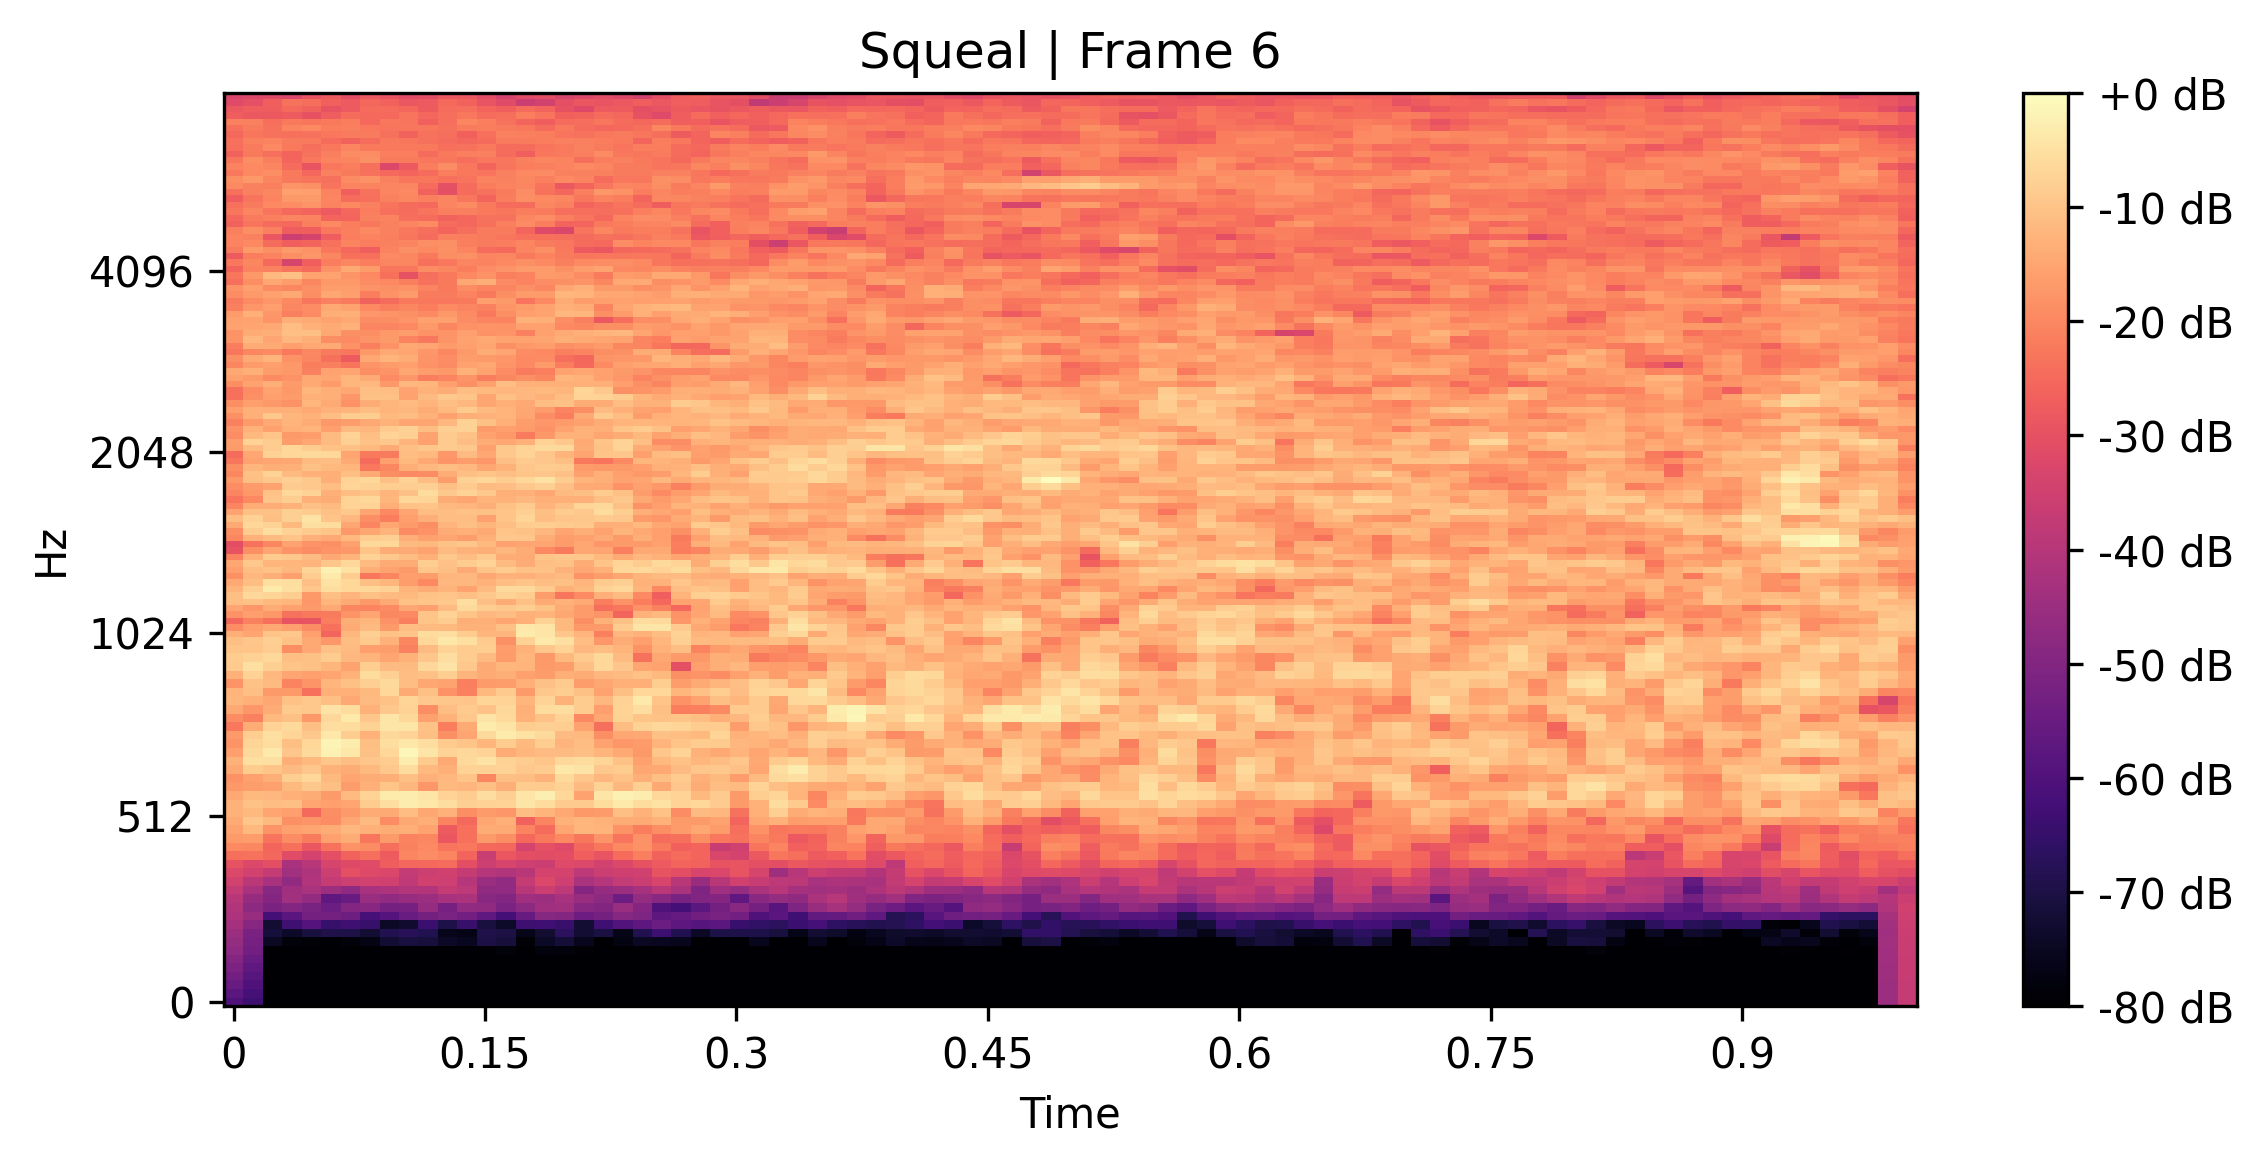 Squeal | Frame 6
+0 dB
-10 dB
-20 dB
-30 dB
-40 dB
-50 dB
-60 dB
-70 dB
-80 dB
Hz
4096
2048
1024
512
0
0 0.15 0.3 0.45 0.6 0.75 0.9
Time